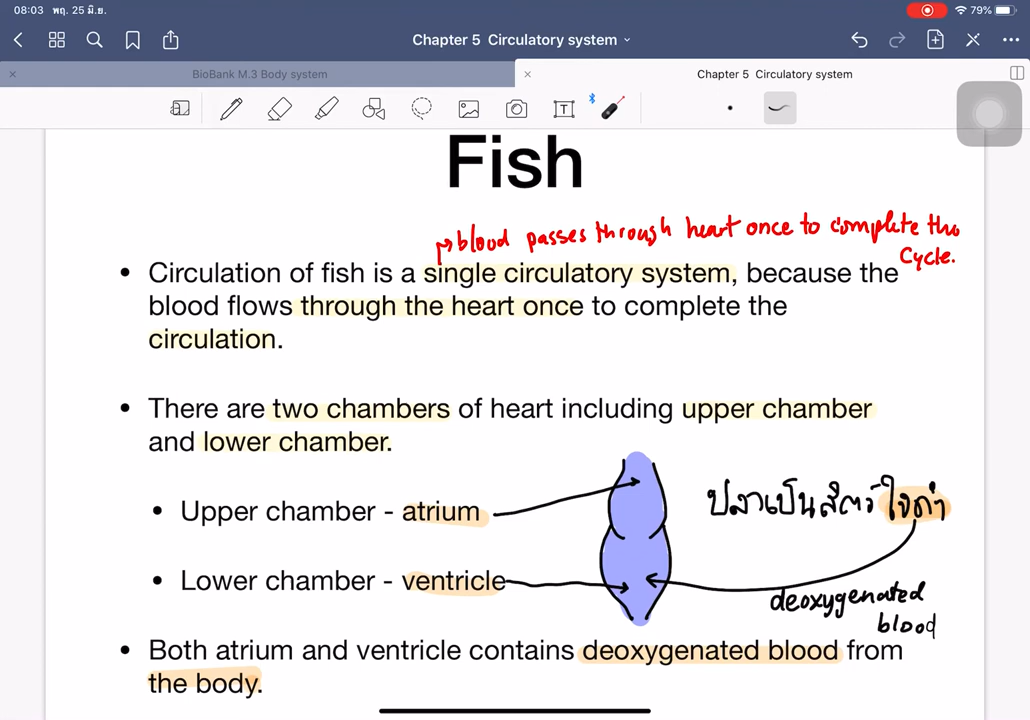 08:03 พฤ. 25 มิ.ย.
79%
Chapter 5 Circulatory system
BioBank M.3 Body system
Chapter 5 Circulatory system
T
Fish
↱ blood passes through heart once to complete the
cycle.
• Circulation of fish is a single circulatory system, because the
blood flows through the heart once to complete the
circulation.
• There are two chambers of heart including upper chamber
and lower chamber.
ปลาเป็นสัตว์ใจดำ
• Upper chamber - atrium
• Lower chamber - ventricle
deoxygenated
blood
• Both atrium and ventricle contains deoxygenated blood from
the body.